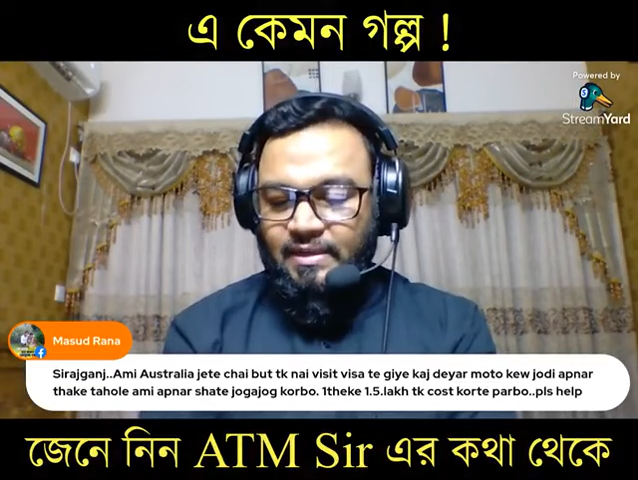 এ কেমন গল্প !
Powered by
StreamYard
Masud Rana
Sirajganj..Ami Australia jete chai but tk nai visit visa te giye kaj deyar moto kew jodi apnar
thake tahole ami apnar shate jogajog korbo. 1theke 1.5.lakh tk cost korte parbo..pls help
জেনে নিন ATM Sir এর কথা থেকে